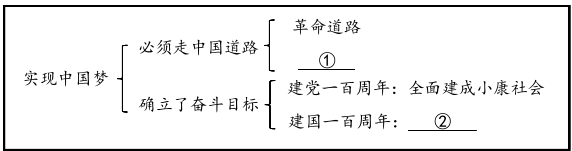 革命道路
必须走中国道路
①
实现中国梦
建党一百周年：全面建成小康社会
确立了奋斗目标
建国一百周年：②